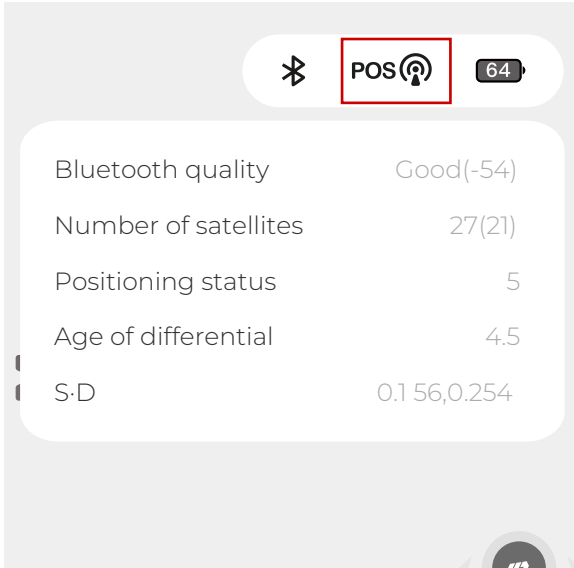 POS 64
Bluetooth quality Good(-54)
Number of satellites 27(21)
Positioning status 5
Age of differential 4.5
S·D 0.1 56,0.254